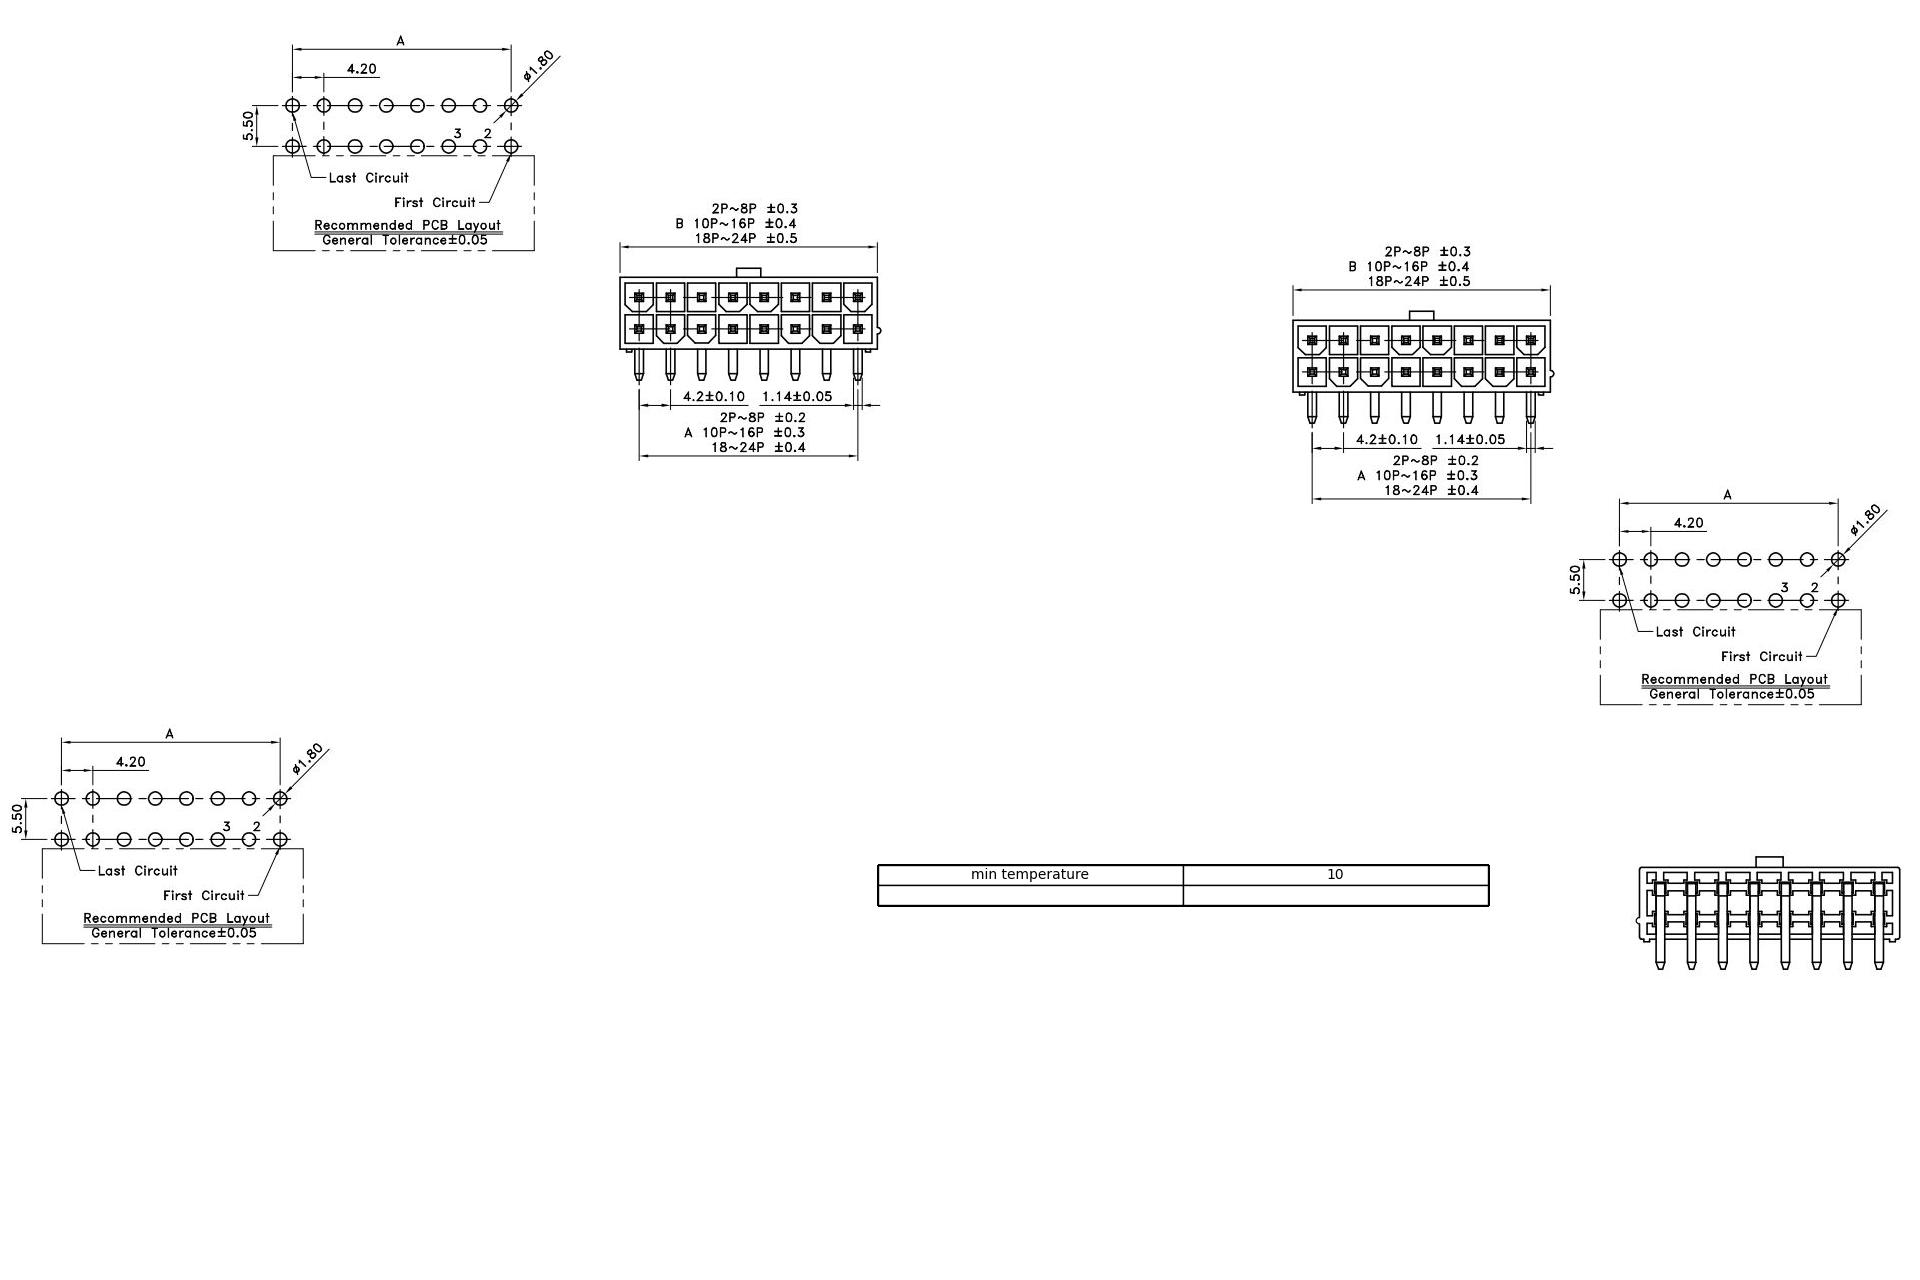 A
4.20
ø1.80
5.50
3 2
Last Circuit
First Circuit
Recommended PCB Layout
General Tolerance±0.05
2P~8P ±0.3
B 10P~16P ±0.4
18P~24P ±0.5
4.2±0.10 1.14±0.05
2P~8P ±0.2
A 10P~16P ±0.3
18~24P ±0.4
2P~8P ±0.3
B 10P~16P ±0.4
18P~24P ±0.5
4.2±0.10 1.14±0.05
2P~8P ±0.2
A 10P~16P ±0.3
18~24P ±0.4
A
4.20
ø1.80
5.50
3 2
Last Circuit
First Circuit
Recommended PCB Layout
General Tolerance±0.05
A
4.20
ø1.80
5.50
3 2
Last Circuit
First Circuit
Recommended PCB Layout
General Tolerance±0.05
min temperature 10